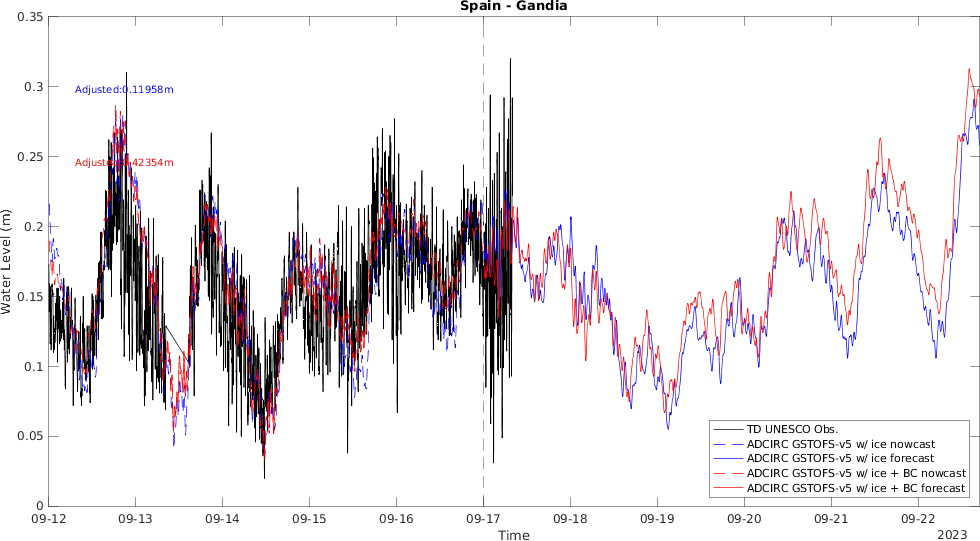 Spain - Gandia
0.35
0.3
0.25
0.2
0.15
0.1
0.05
0
Water Level (m)
Adjusted:0.11958m
09-12
09-13
09-14
09-15
09-16
09-17
09-18
09-19
09-20
09-21
09-22
Time
2023
TD UNESCO Obs.
ADCIRC GSTOFS-v5 w/ ice nowcast
ADCIRC GSTOFS-v5 w/ ice forecast
ADCIRC GSTOFS-v5 w/ ice + BC nowcast
ADCIRC GSTOFS-v5 w/ ice + BC forecast